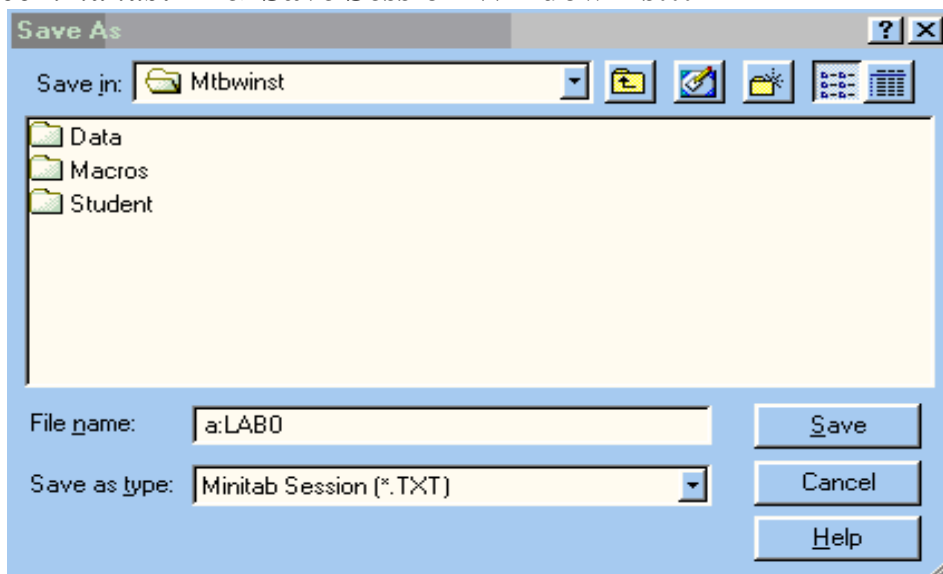 Save As
Save in: Mtbwinst
Data
Macros
Student
File name: a:LAB0 Save
Save as type: Minitab Session (*.TXT) Cancel
Help